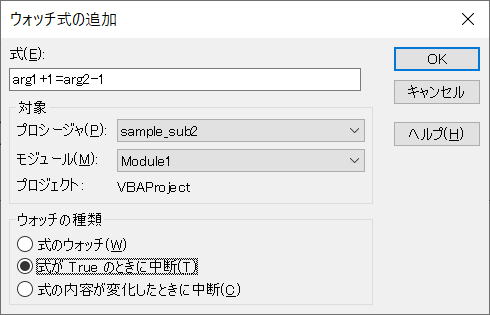 ウォッチ式の追加
式(E):
OK
arg1+1=arg2-1
キャンセル
対象
プロシージャ(P): sample_sub2
ヘルプ(H)
モジュール(M): Module1
プロジェクト: VBAProject
ウォッチの種類
式のウォッチ(W)
式が True のときに中断(T)
式の内容が変化したときに中断(C)